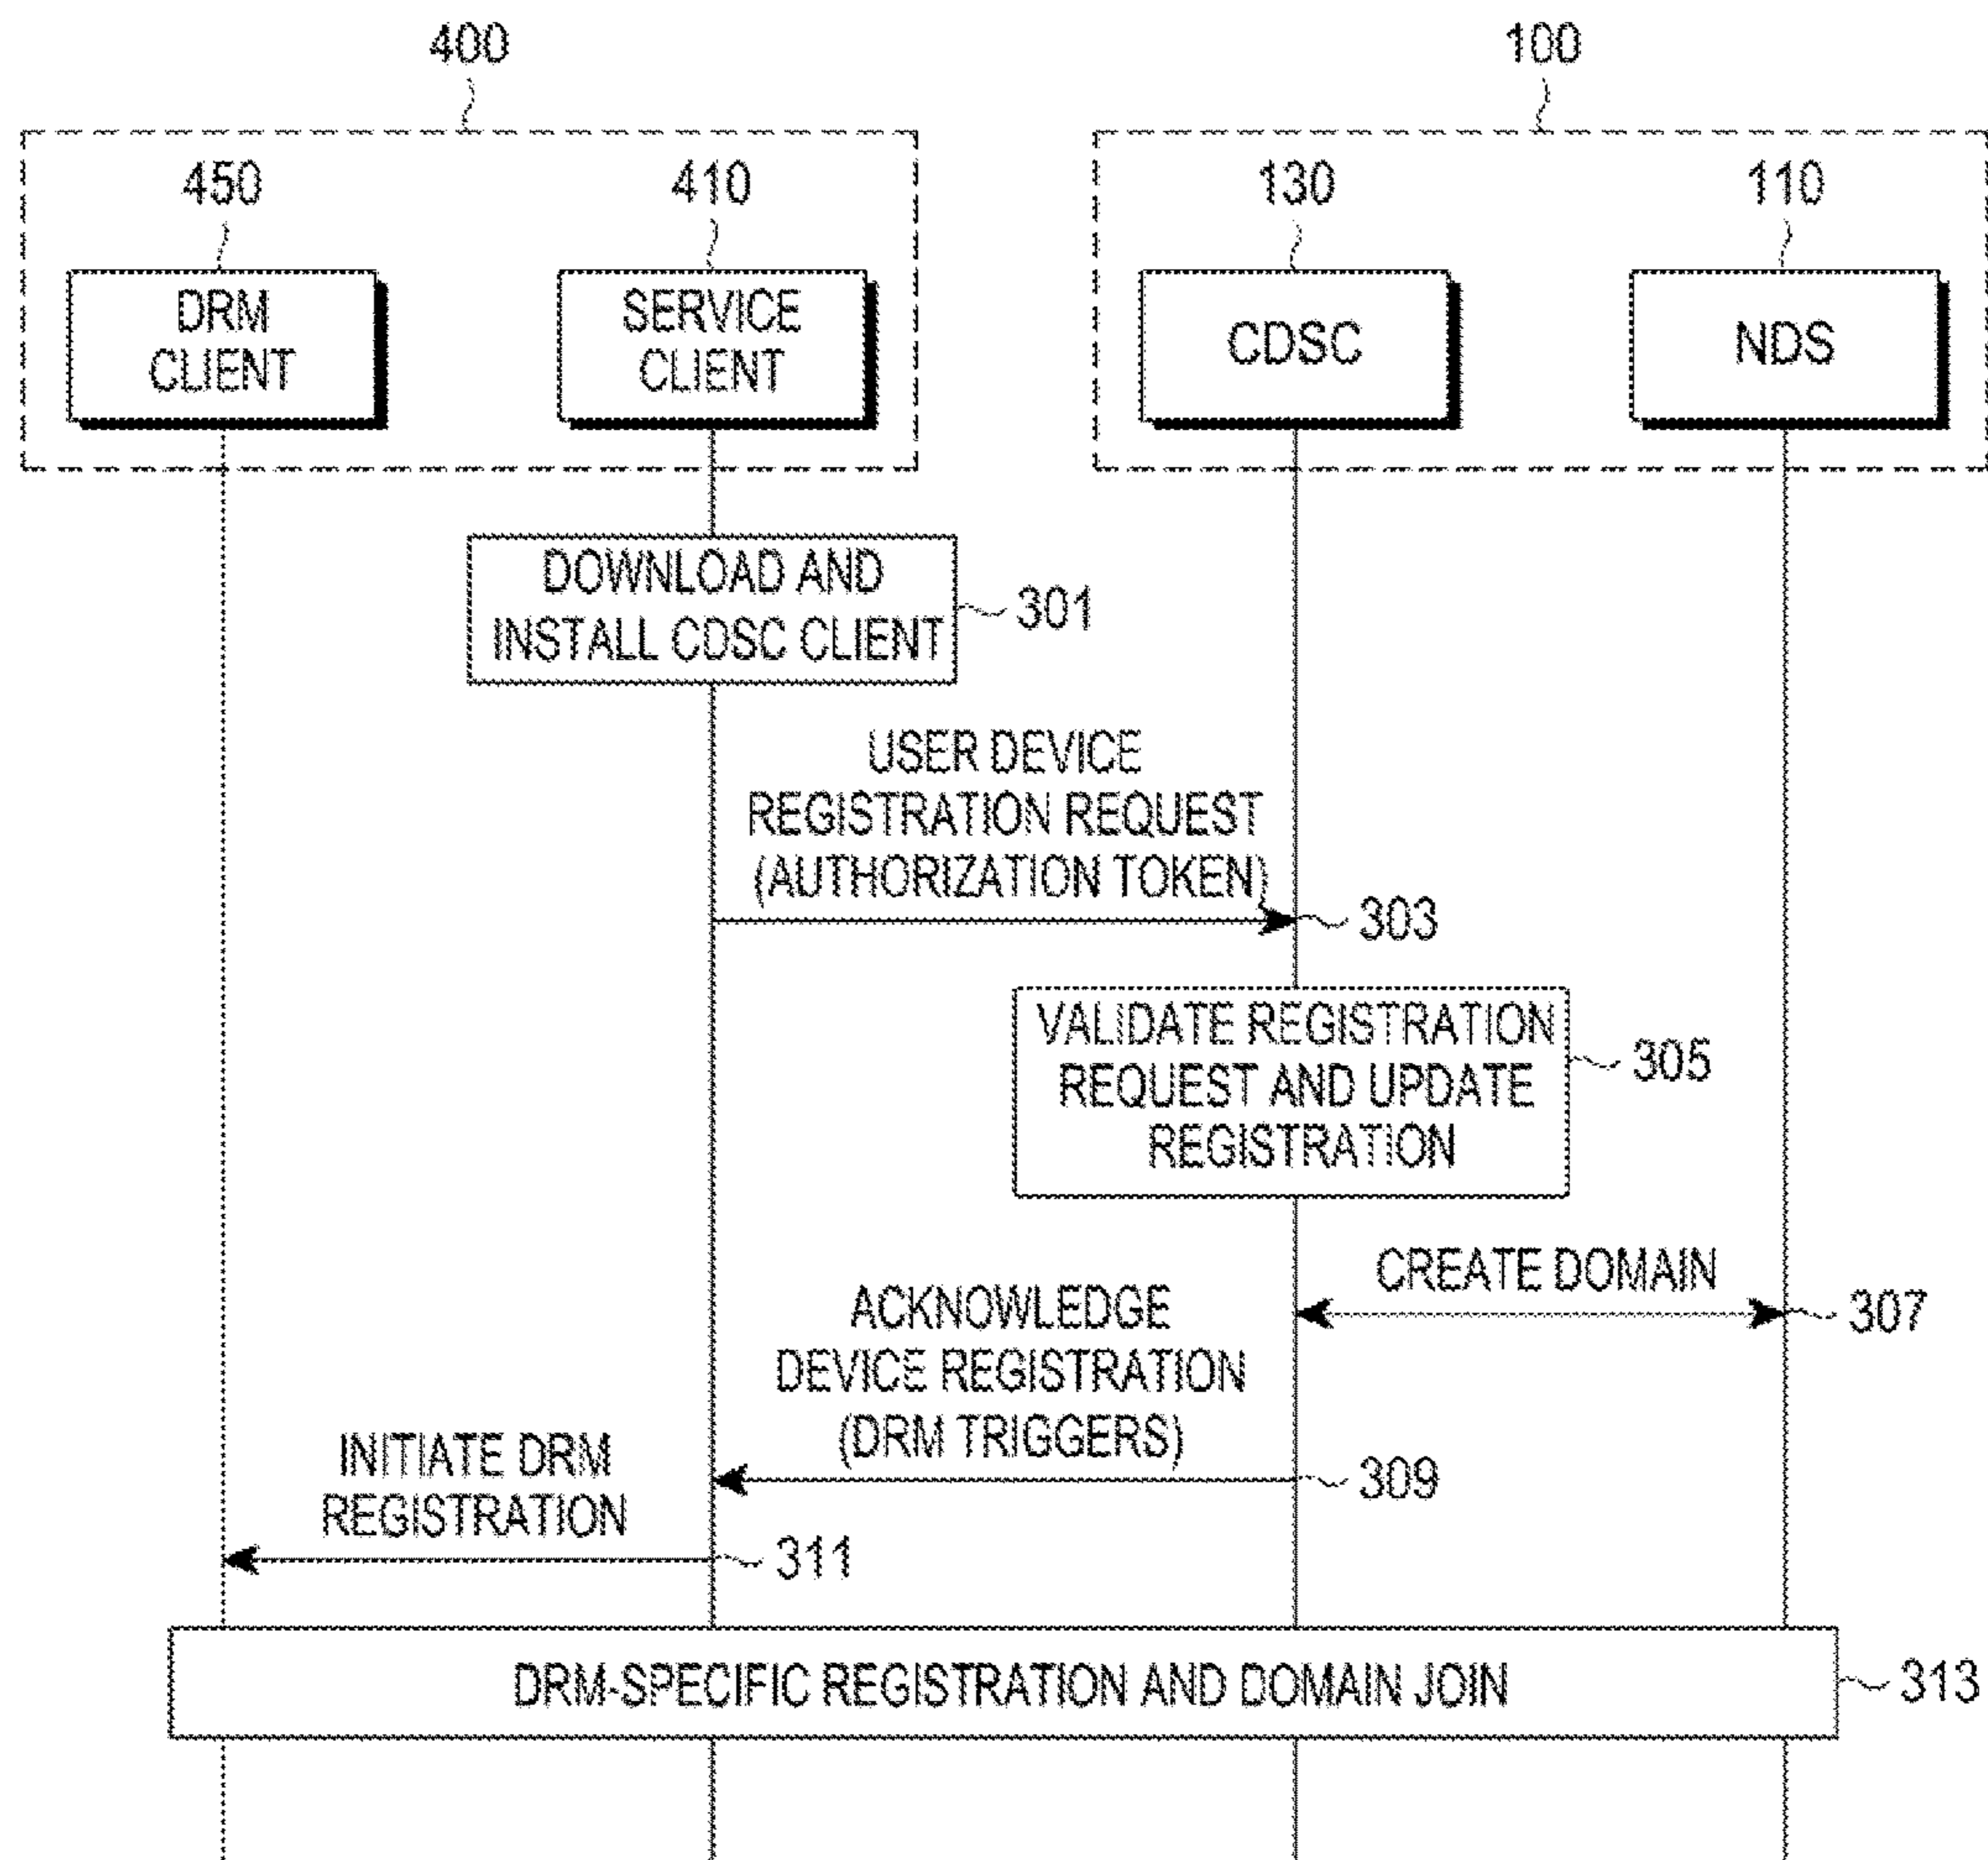 400
100
450
410
130
110
DRM
CLIENT
SERVICE
CLIENT
CDSC
NDS
DOWNLOAD AND
INSTALL CDSC CLIENT
301
USER DEVICE
REGISTRATION REQUEST
(AUTHORIZATION TOKEN)
303
VALIDATE REGISTRATION
REQUEST AND UPDATE
REGISTRATION
305
CREATE DOMAIN
307
ACKNOWLEDGE
DEVICE REGISTRATION
(DRM TRIGGERS)
309
INITIATE DRM
REGISTRATION
311
DRM-SPECIFIC REGISTRATION AND DOMAIN JOIN
313